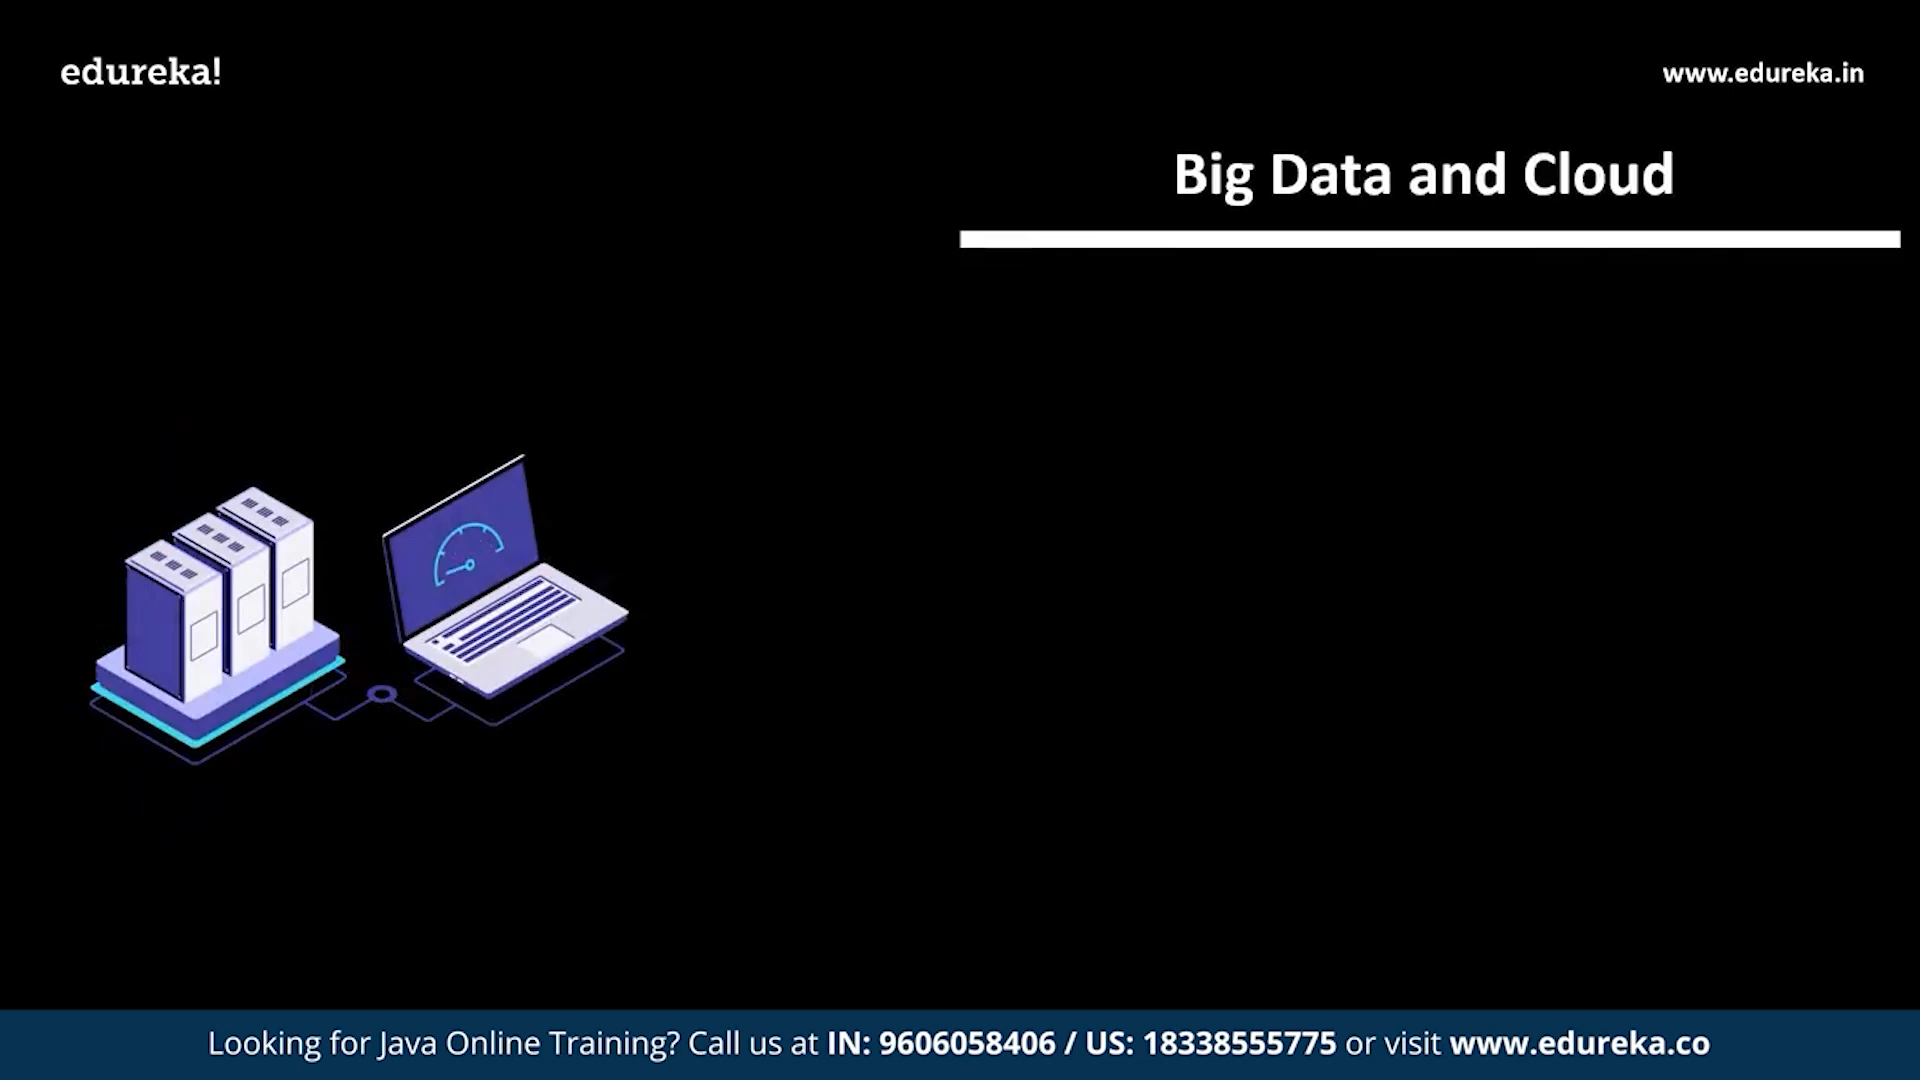 edureka!
www.edureka.in
Big Data and Cloud
Looking for Java Online Training? Call us at IN: 9606058406 / US: 18338555775 or visit www.edureka.co